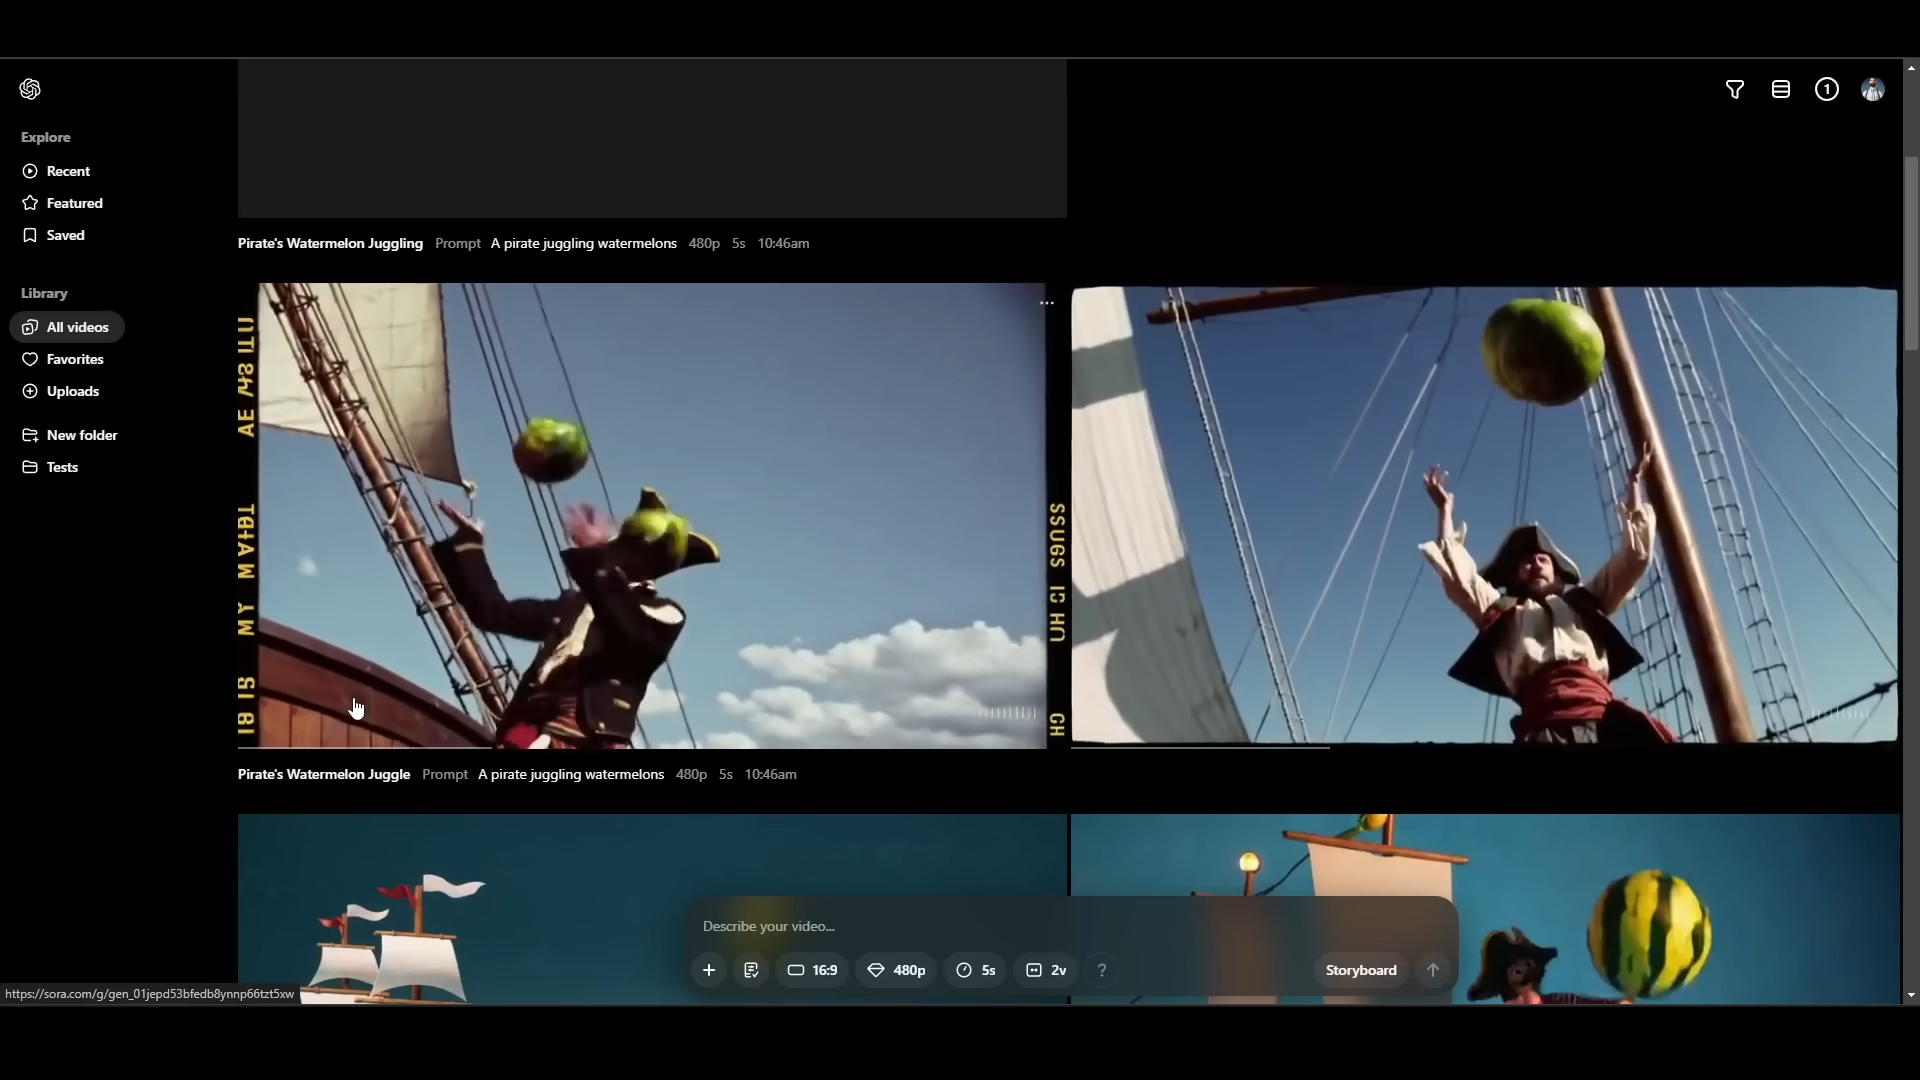 1
Explore
Recent
Featured
Saved
Library
All videos
Favorites
Uploads
New folder
Tests
Pirate's Watermelon Juggling Prompt A pirate juggling watermelons 480p 5s 10:46am
Pirate's Watermelon Juggle Prompt A pirate juggling watermelons 480p 5s 10:46am
Describe your video...
16:9 480p 5s 2v ? Storyboard
https://sora.com/g/gen_01jepd53bfedb8ynnp66tzt5xw